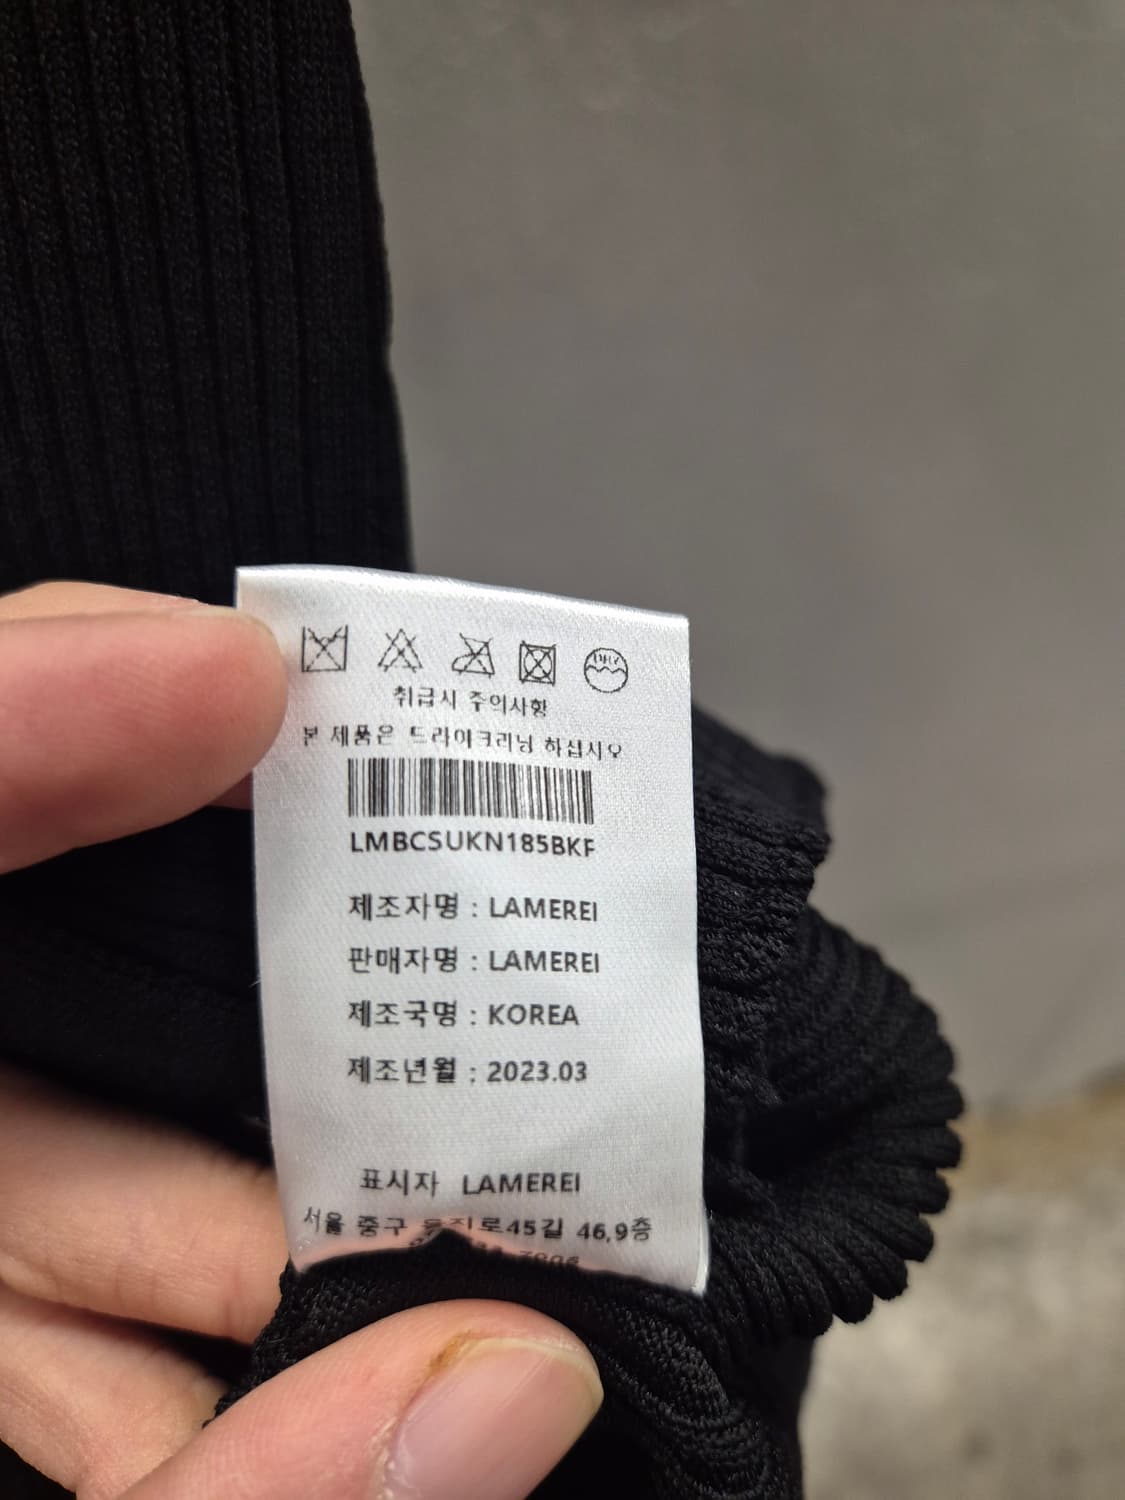 DRY
취급시 주의사항
본 제품은 드라이크리닝 하십시오
LMBCSUKN185BKF
제조자명 : LAMEREI
판매자명 : LAMEREI
제조국명 : KOREA
제조년월 : 2023.03
표시자 LAMEREI
서울 중구 45길 46,9층